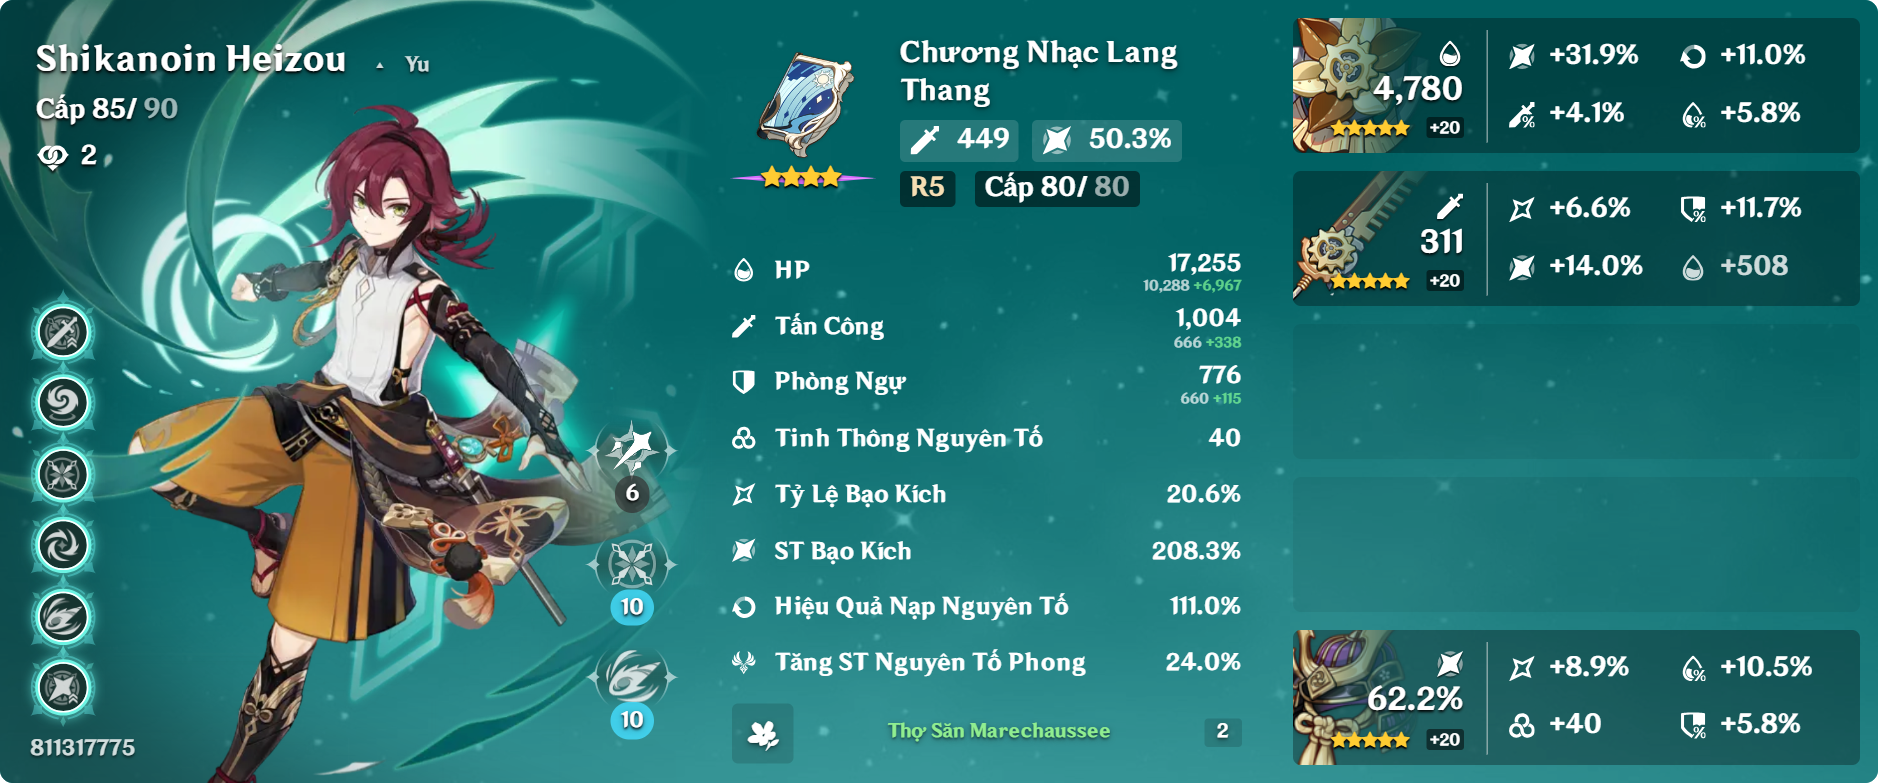 Shikanoin Heizou
Yu
Cấp 85/ 90
2
6
10
10
811317775
Chương Nhạc Lang
Thang
449
50.3%
R5
Cấp 80/ 80
HP
17,255
10,288 +6,967
Tấn Công
1,004
666 +338
Phòng Ngự
776
660 +115
Tinh Thông Nguyên Tố
40
Tỷ Lệ Bạo Kích
20.6%
ST Bạo Kích
208.3%
Hiệu Quả Nạp Nguyên Tố
111.0%
Tăng ST Nguyên Tố Phong
24.0%
Thợ Săn Marechaussee
2
4,780
+20
+31.9%
+11.0%
+4.1%
+5.8%
311
+20
+6.6%
+11.7%
+14.0%
+508
62.2%
+20
+8.9%
+10.5%
+40
+5.8%